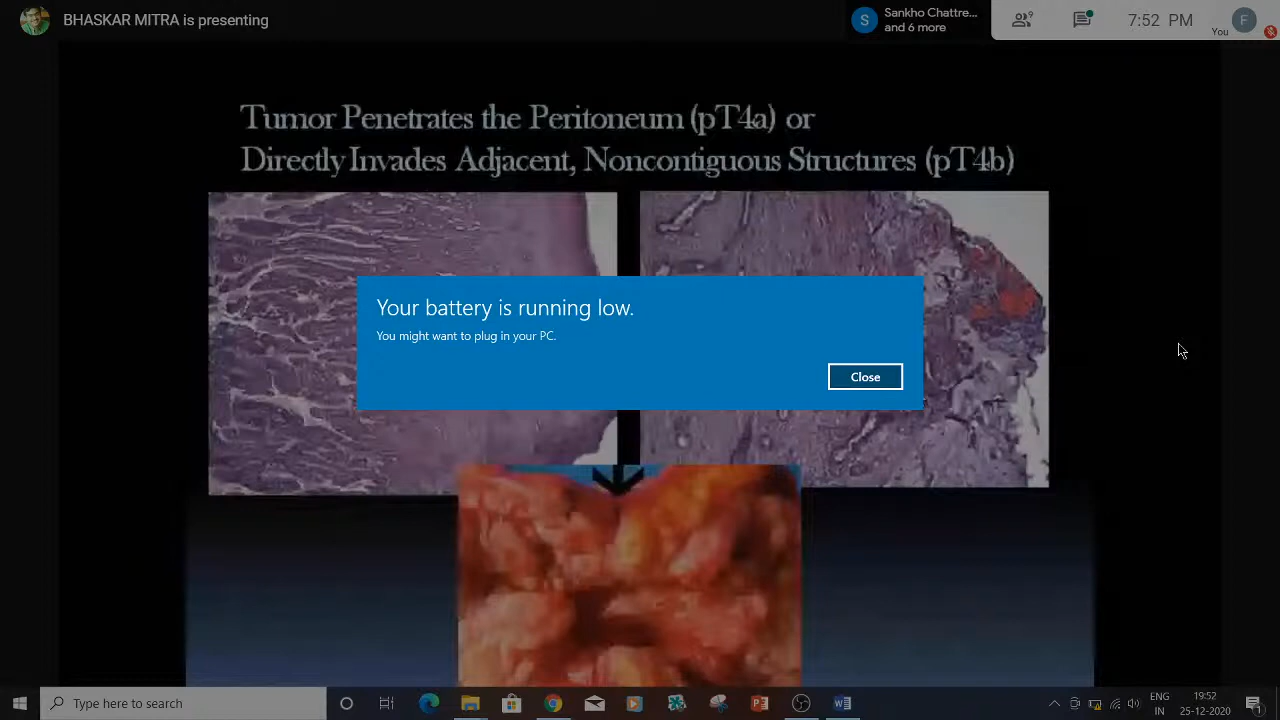 BHASKAR MITRA is presenting
S
Sankho Chattre...
and 6 more
9
7:52 PM
You
F
Tumor Penetrates the Peritoneum (pT4a) or
Directly Invades Adjacent, Noncontiguous Structures (pT4b)
Your battery is running low.
You might want to plug in your PC.
Close
Type here to search
ENG
IN
19:52
25-12-2020
1